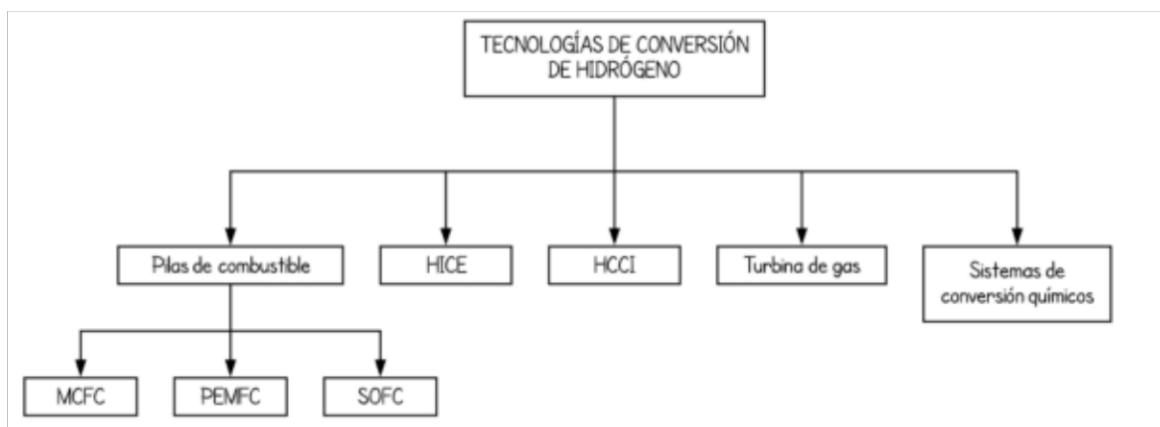 TECNOLOGÍAS DE CONVERSIÓN
DE HIDRÓGENO
Pilas de combustible
HICE
HCCI
Turbina de gas
Sistemas de
conversión químicos
MCFC
PEMFC
SOFC